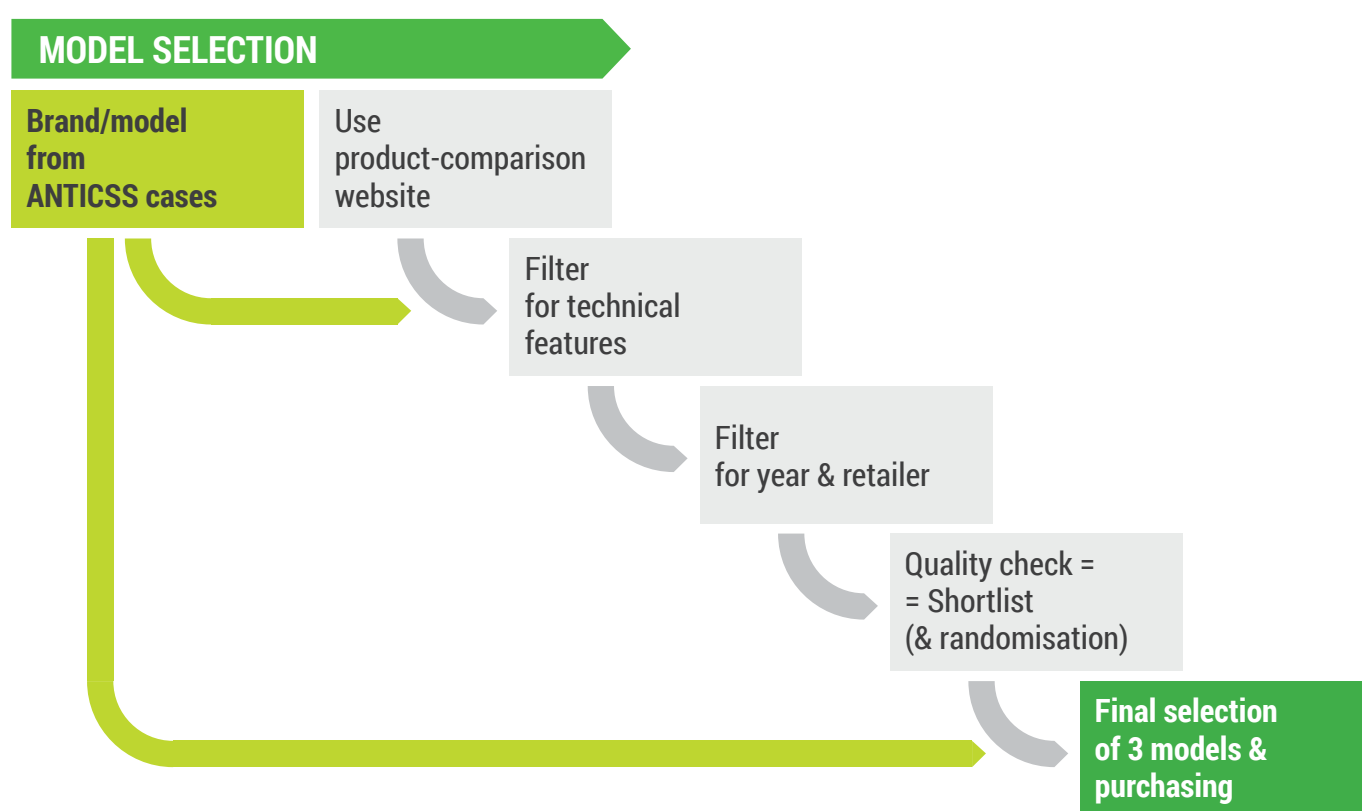 MODEL SELECTION
Brand/model
from
ANTICSS cases
Use
product-comparison
website
Filter
for technical
features
Filter
for year & retailer
Quality check =
= Shortlist
(& randomisation)
Final selection
of 3 models &
purchasing